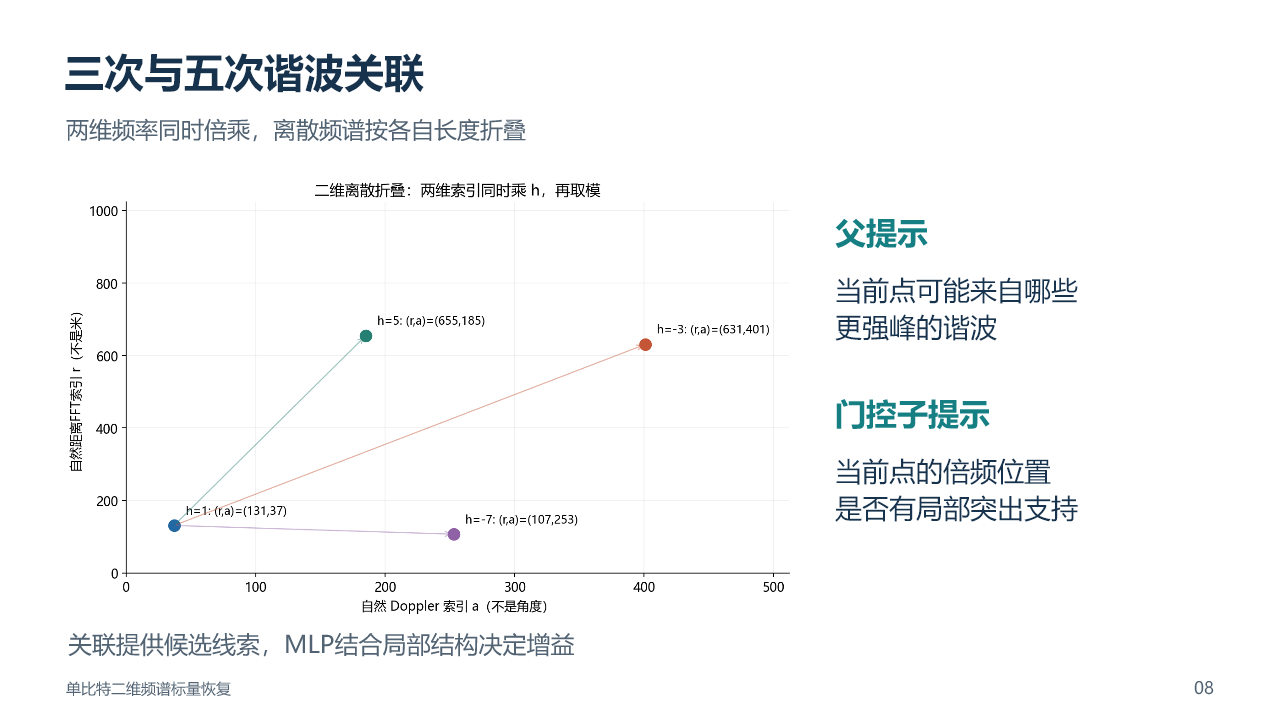 三次与五次谐波关联
两维频率同时倍乘，离散频谱按各自长度折叠
二维离散折叠：两维索引同时乘 h，再取模
1000
800
600
400
200
0
自然距离FFT索引 r（不是米）
h=5: (r,a)=(655,185)
h=-3: (r,a)=(631,401)
h=1: (r,a)=(131,37)
h=-7: (r,a)=(107,253)
0
100
200
300
400
500
自然 Doppler 索引 a（不是角度）
父提示
当前点可能来自哪些
更强峰的谐波
门控子提示
当前点的倍频位置
是否有局部突出支持
关联提供候选线索，MLP结合局部结构决定增益
单比特二维频谱标量恢复
08